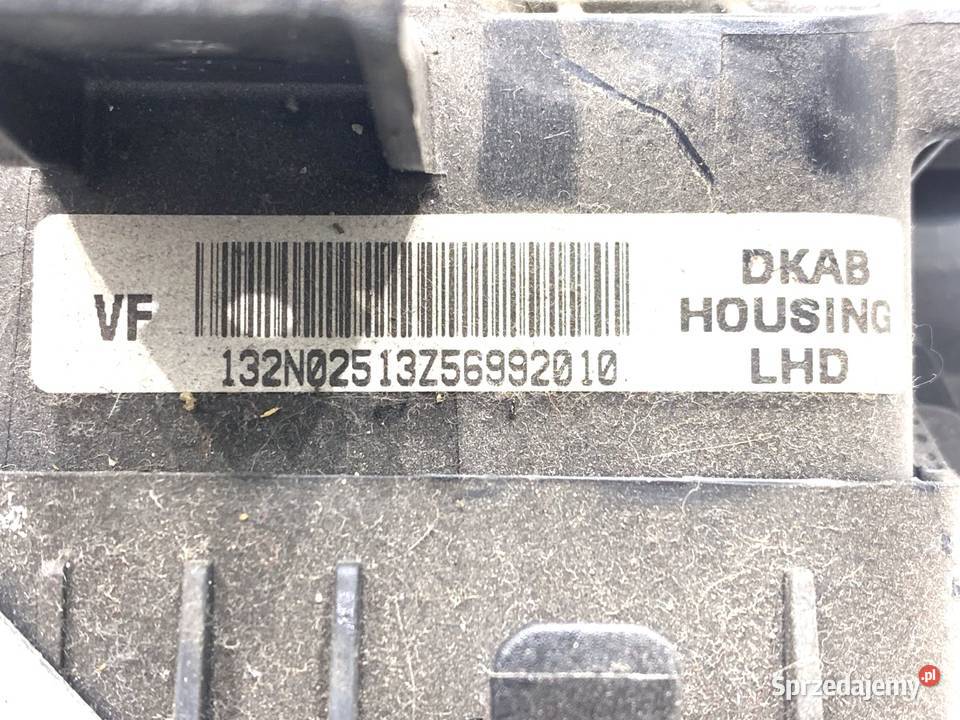 VF
132N02513Z56992010
DKAB
HOUSING
LHD
Sprzedajemy.pl